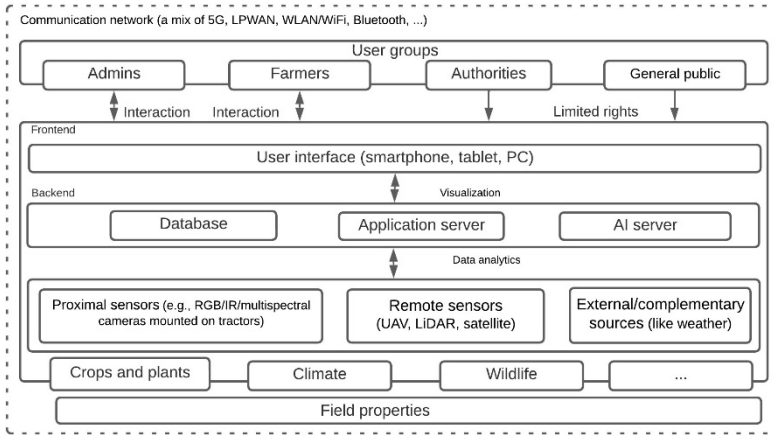 Communication network (a mix of 5G, LPWAN, WLAN/WiFi, Bluetooth, ...)
User groups
Admins
Farmers
Authorities
General public
Interaction
Interaction
Limited rights
Frontend
User interface (smartphone, tablet, PC)
Backend
Visualization
Database
Application server
AI server
Data analytics
Proximal sensors (e.g., RGB/IR/multispectral
cameras mounted on tractors)
Remote sensors
(UAV, LiDAR, satellite)
External/complementary
sources (like weather)
Crops and plants
Climate
Wildlife
...
Field properties